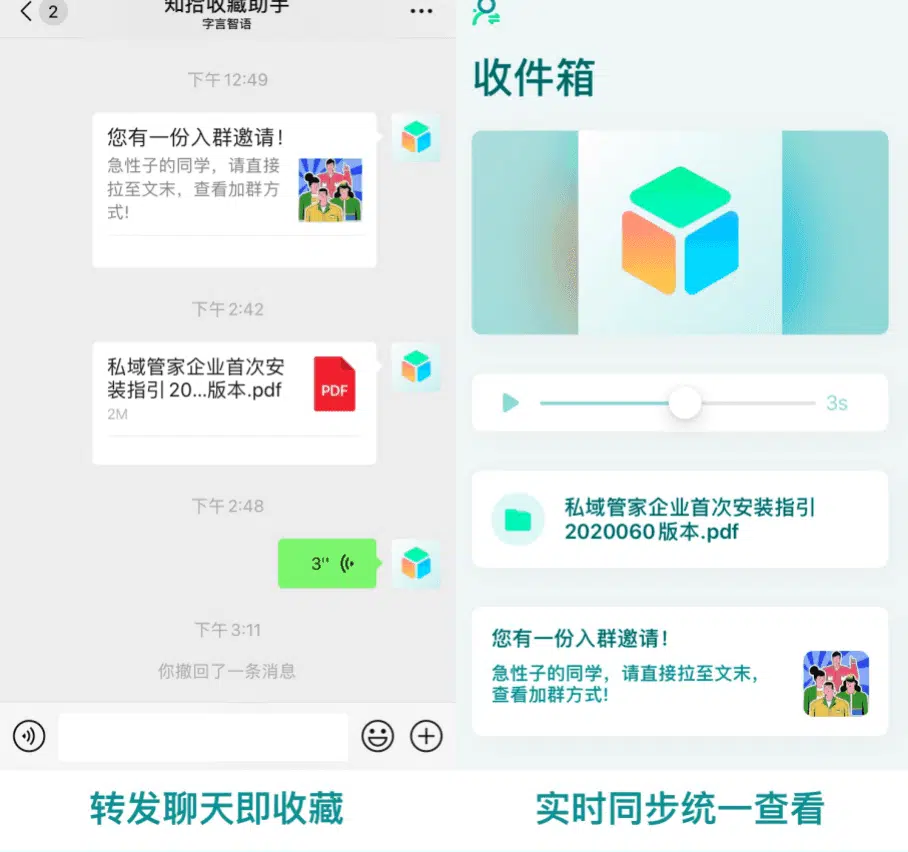 2
知拾收藏助手
字言智语
下午 12:49
您有一份入群邀请!
急性子的同学，请直接
拉至文末，查看加群方
式!
下午 2:42
私域管家企业首次安
装指引 20...版本.pdf
PDF
2M
下午 2:48
3''
下午 3:11
你撤回了一条消息
转发聊天即收藏
收件箱
3s
私域管家企业首次安装指引
2020060版本.pdf
您有一份入群邀请!
急性子的同学，请直接拉至文末，
查看加群方式!
实时同步统一查看